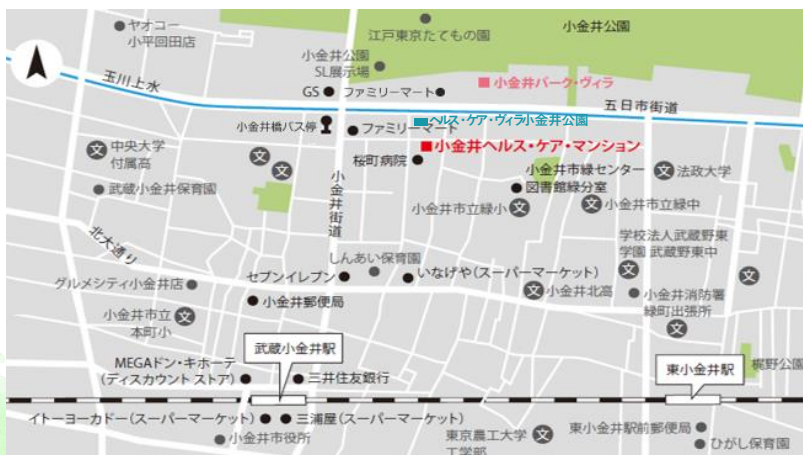 ヤオコー
小平回田店
江戸東京たてもの園
小金井公園
小金井公園
SL展示場
小金井パーク・ヴィラ
玉川上水
GS
ファミリーマート
五日市街道
ヘルス・ケア・ヴィラ小金井公園
小金井橋バス停
ファミリーマート
小金井ヘルス・ケア・マンション
中央大学
付属高
文
文
文
桜町病院
小金井市緑センター
図書館緑分室
文
法政大学
武蔵小金井保育園
小金井街道
小金井市立緑小
文
文
小金井市立緑中
北大通り
学校法人武蔵野東
学園 武蔵野東中
文
文
しんあい保育園
グルメシティ小金井店
セブンイレブン
いなげや(スーパーマーケット)
小金井郵便局
文
小金井北高
小金井消防署
緑町出張所
文
小金井市立
本町小
文
武蔵小金井駅
東小金井駅
梶野公園
MEGAドン・キホーテ
(ディスカウント ストア)
三井住友銀行
イトーヨーカドー(スーパーマーケット)
三浦屋(スーパーマーケット)
小金井市役所
東京農工大学
工学部
文
東小金井駅前郵便局
ひがし保育園